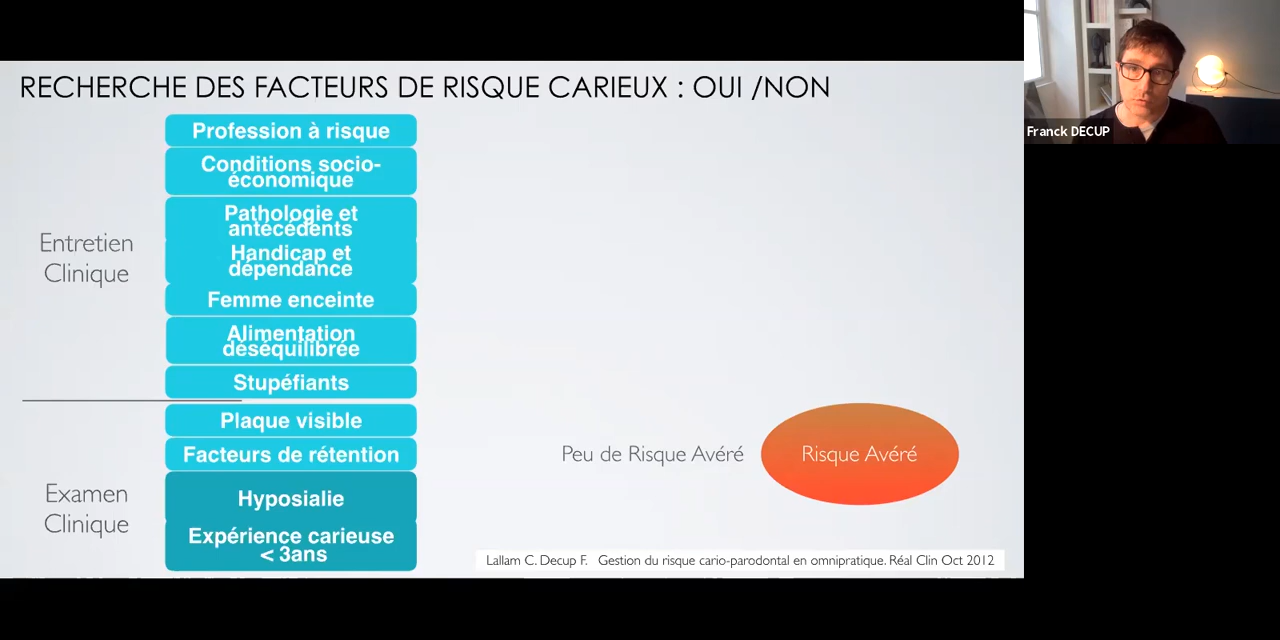 RECHERCHE DES FACTEURS DE RISQUE CARIEUX : OUI /NON
Franck DECUP
Entretien
Clinique
Profession à risque
Conditions socio-
économique
Pathologie et
antécédents
Handicap et
dépendance
Femme enceinte
Alimentation
déséquilibrée
Stupéfiants
Examen
Clinique
Plaque visible
Facteurs de rétention
Hyposialie
Expérience carieuse
< 3ans
Peu de Risque Avéré
Risque Avéré
Lallam C. Decup F. Gestion du risque cario-parodontal en omnipratique. Réal Clin Oct 2012